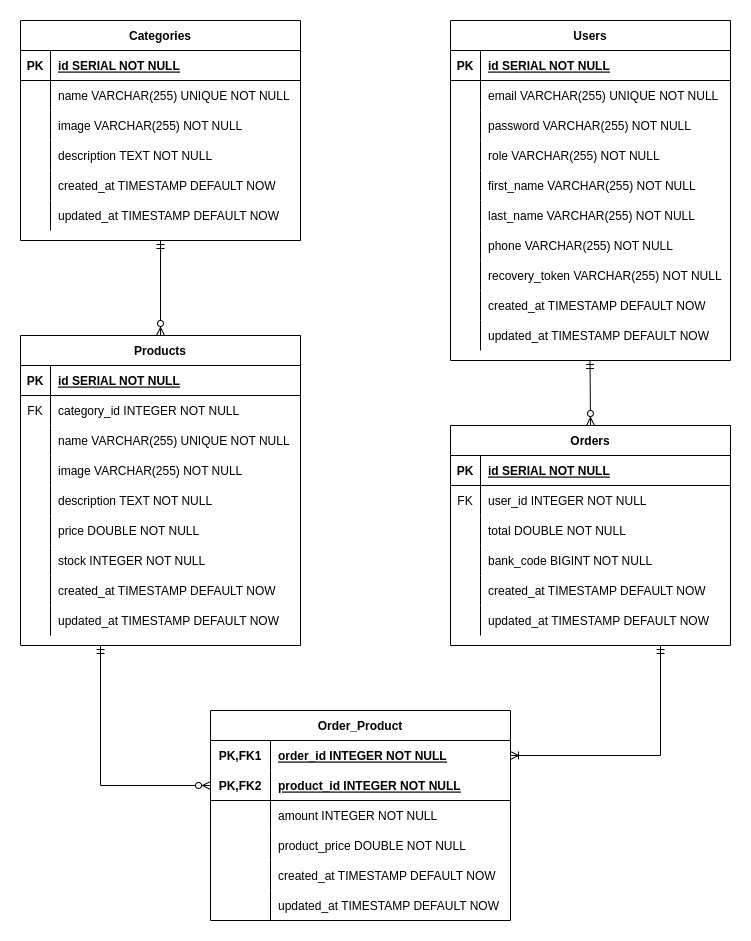 Categories
PK id SERIAL NOT NULL
name VARCHAR(255) UNIQUE NOT NULL
image VARCHAR(255) NOT NULL
description TEXT NOT NULL
created_at TIMESTAMP DEFAULT NOW
updated_at TIMESTAMP DEFAULT NOW
Users
PK id SERIAL NOT NULL
email VARCHAR(255) UNIQUE NOT NULL
password VARCHAR(255) NOT NULL
role VARCHAR(255) NOT NULL
first_name VARCHAR(255) NOT NULL
last_name VARCHAR(255) NOT NULL
phone VARCHAR(255) NOT NULL
recovery_token VARCHAR(255) NOT NULL
created_at TIMESTAMP DEFAULT NOW
updated_at TIMESTAMP DEFAULT NOW
Products
PK id SERIAL NOT NULL
FK category_id INTEGER NOT NULL
name VARCHAR(255) UNIQUE NOT NULL
image VARCHAR(255) NOT NULL
description TEXT NOT NULL
price DOUBLE NOT NULL
stock INTEGER NOT NULL
created_at TIMESTAMP DEFAULT NOW
updated_at TIMESTAMP DEFAULT NOW
Orders
PK id SERIAL NOT NULL
FK user_id INTEGER NOT NULL
total DOUBLE NOT NULL
bank_code BIGINT NOT NULL
created_at TIMESTAMP DEFAULT NOW
updated_at TIMESTAMP DEFAULT NOW
Order_Product
PK,FK1 order_id INTEGER NOT NULL
PK,FK2 product_id INTEGER NOT NULL
amount INTEGER NOT NULL
product_price DOUBLE NOT NULL
created_at TIMESTAMP DEFAULT NOW
updated_at TIMESTAMP DEFAULT NOW